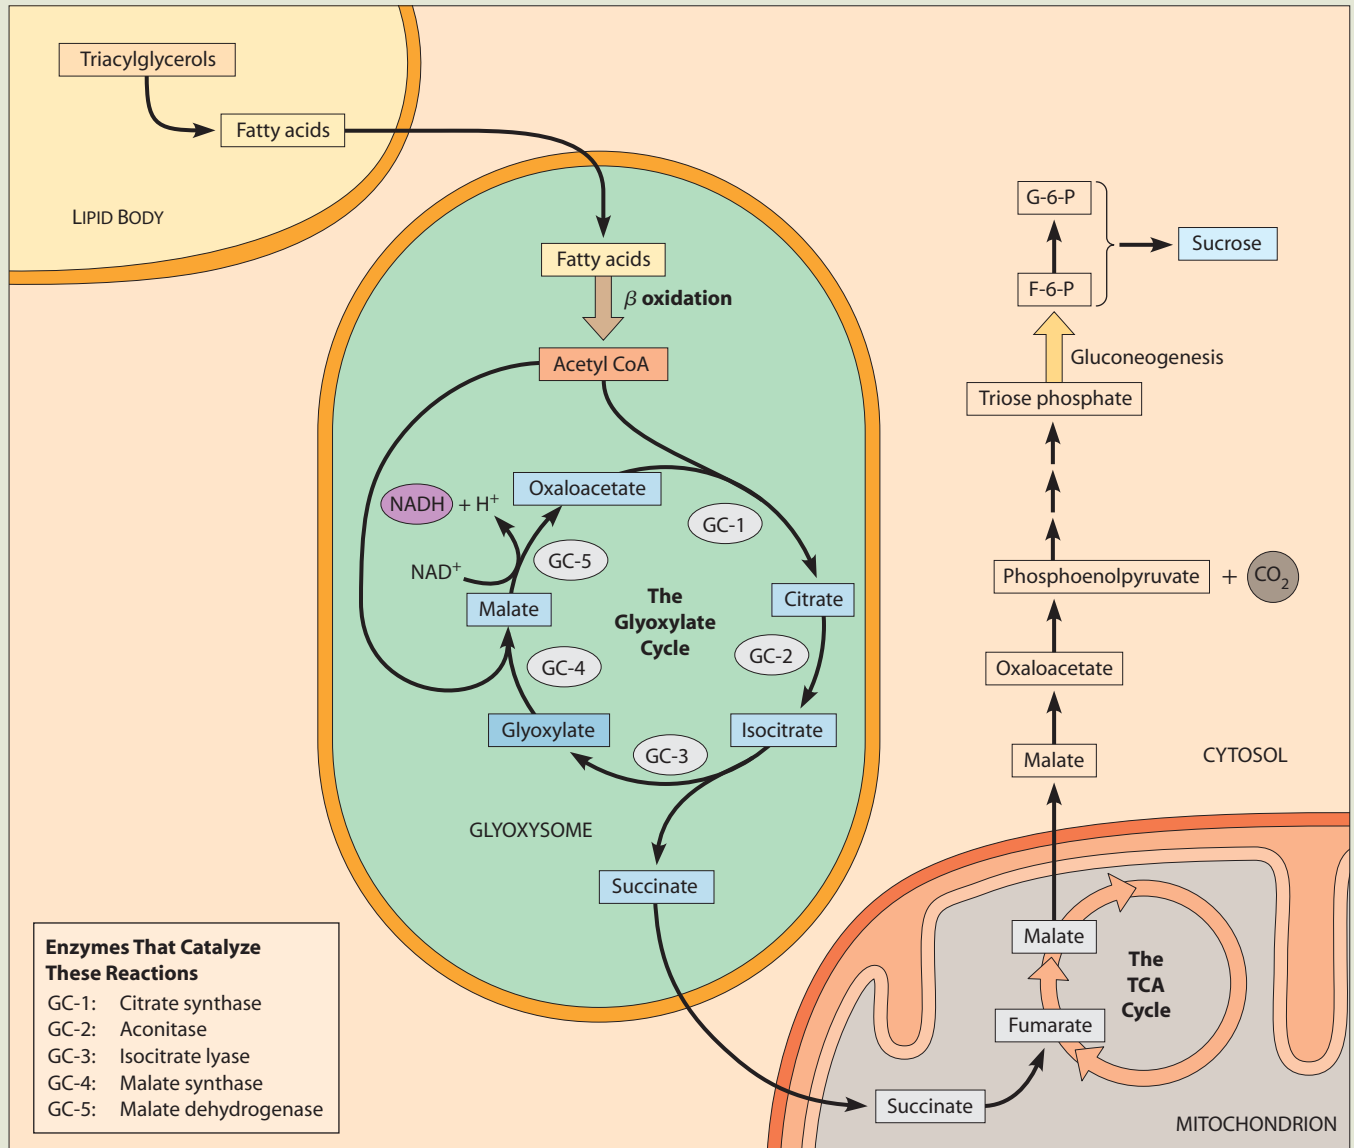 Triacylglycerols
Fatty acids
LIPID BODY
Fatty acids
β oxidation
Acetyl CoA
Oxaloacetate
NADH + H⁺
GC-1
GC-5
NAD⁺
Malate
The
Glyoxylate
Cycle
Citrate
GC-2
GC-4
Glyoxylate
Isocitrate
GC-3
GLYOXYSOME
Succinate
G-6-P
Sucrose
F-6-P
Gluconeogenesis
Triose phosphate
Phosphoenolpyruvate + CO₂
Oxaloacetate
Malate
CYTOSOL
Malate
The
TCA
Cycle
Fumarate
Succinate
MITOCHONDRION
Enzymes That Catalyze
These Reactions
GC-1: Citrate synthase
GC-2: Aconitase
GC-3: Isocitrate lyase
GC-4: Malate synthase
GC-5: Malate dehydrogenase